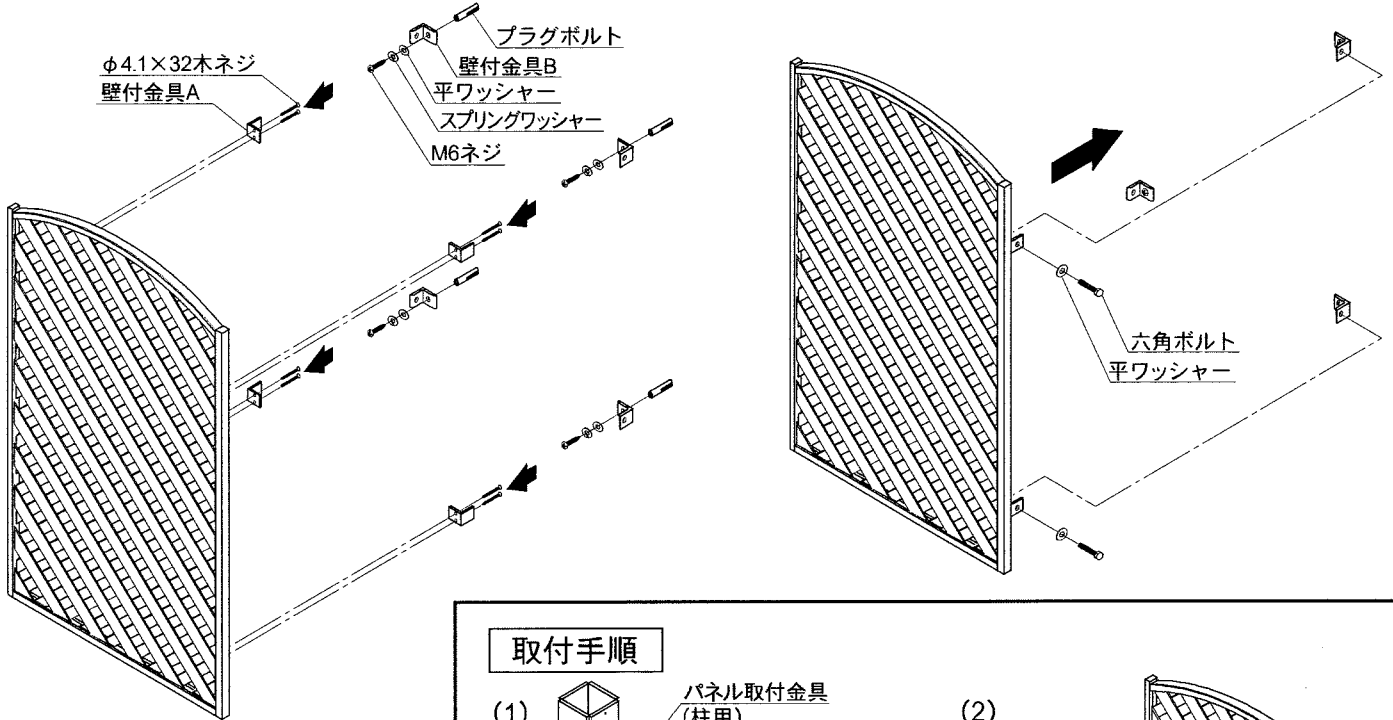 プラグボルト
壁付金具B
平ワッシャー
スプリングワッシャー
M6ネジ
φ4.1×32木ネジ
壁付金具A
六角ボルト
平ワッシャー
取付手順
(1)
パネル取付金具
(柱用)
(2)